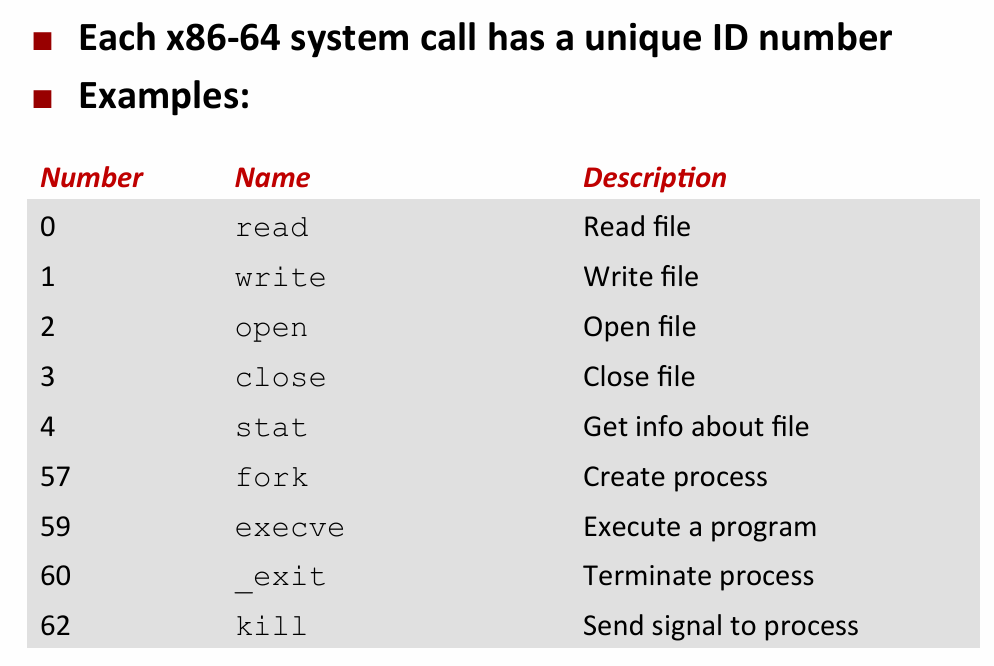 ■ Each x86-64 system call has a unique ID number
■ Examples:
Number Name Description
0 read Read file
1 write Write file
2 open Open file
3 close Close file
4 stat Get info about file
57 fork Create process
59 execve Execute a program
60 _exit Terminate process
62 kill Send signal to process